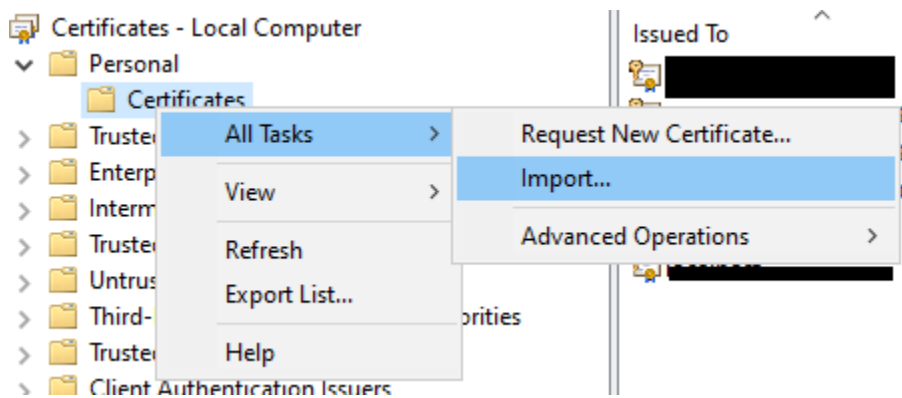 Certificates - Local Computer
Personal
Certificates
Issued To
All Tasks
View
Refresh
Export List...
Help
Request New Certificate...
Import...
Advanced Operations
Third-
Client Authentication Issuers